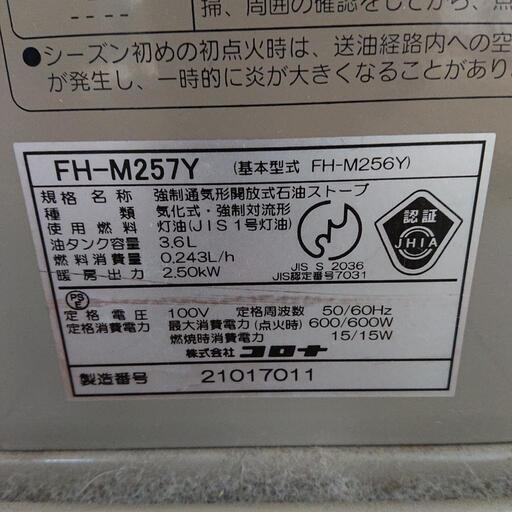 掃、周囲の確認をしてから、点
●シーズン初めの初点火時は、送油経路内への空
が発生し、一時的に炎が大きくなることがあり
FH-M257Y (基本型式 FH-M256Y)
規格名称 強制通気形開放式石油ストーブ
種類 気化式・強制対流形
使用燃料 灯油(JIS1号灯油)
油タンク容量 3.6L
燃料消費量 0.243L/h
暖房出力 2.50kW
JIS S 2036
JIS認定番号7031
認証
JHIA
PSE
定格電圧 100V 定格周波数 50/60Hz
定格消費電力 最大消費電力(点火時) 600/600W
燃焼時消費電力 15/15W
株式会社 コロナ
製造番号 21017011